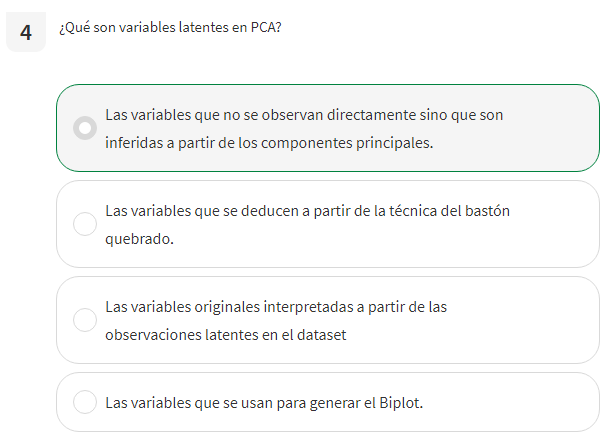 4
¿Qué son variables latentes en PCA?
Las variables que no se observan directamente sino que son
inferidas a partir de los componentes principales.
Las variables que se deducen a partir de la técnica del bastón
quebrado.
Las variables originales interpretadas a partir de las
observaciones latentes en el dataset
Las variables que se usan para generar el Biplot.